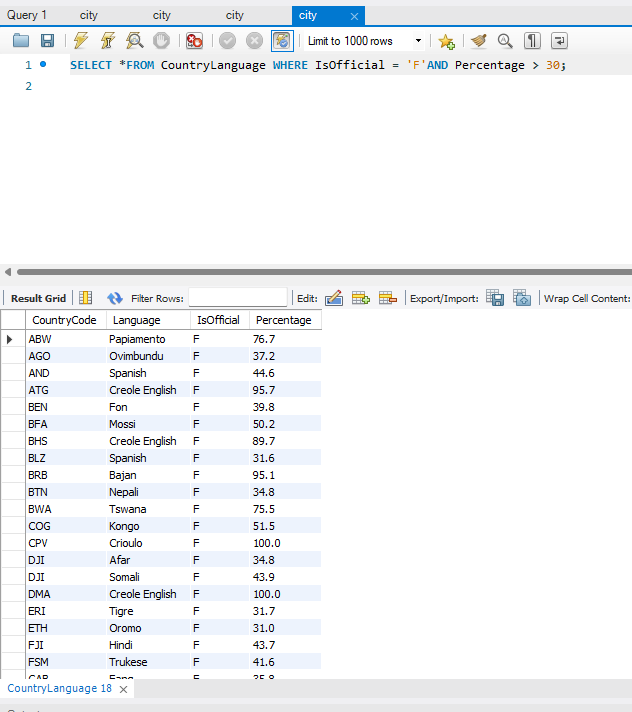 Query 1 city city city city
Limit to 1000 rows
1 SELECT *FROM CountryLanguage WHERE IsOfficial = 'F'AND Percentage > 30;
2
Result Grid Filter Rows: Edit: Export/Import: Wrap Cell Content:
CountryCode Language IsOfficial Percentage
ABW Papiamento F 76.7
AGO Ovimbundu F 37.2
AND Spanish F 44.6
ATG Creole English F 95.7
BEN Fon F 39.8
BFA Mossi F 50.2
BHS Creole English F 89.7
BLZ Spanish F 31.6
BRB Bajan F 95.1
BTN Nepali F 34.8
BWA Tswana F 75.5
COG Kongo F 51.5
CPV Crioulo F 100.0
DJI Afar F 34.8
DJI Somali F 43.9
DMA Creole English F 100.0
ERI Tigre F 31.7
ETH Oromo F 31.0
FJI Hindi F 43.7
FSM Trukese F 41.6
GAB Fang F 35.8
CountryLanguage 18